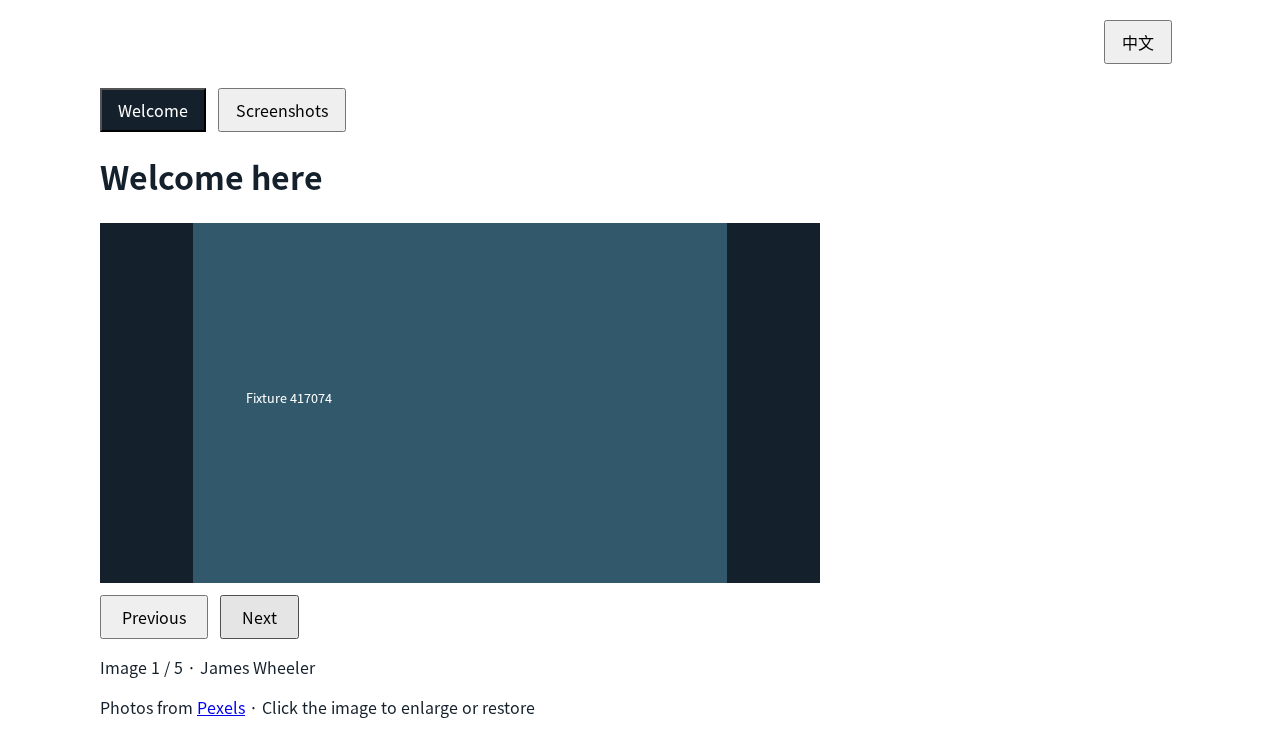 中文
Welcome Screenshots
Welcome here
Fixture 417074
Previous Next
Image 1 / 5 · James Wheeler
Photos from Pexels · Click the image to enlarge or restore